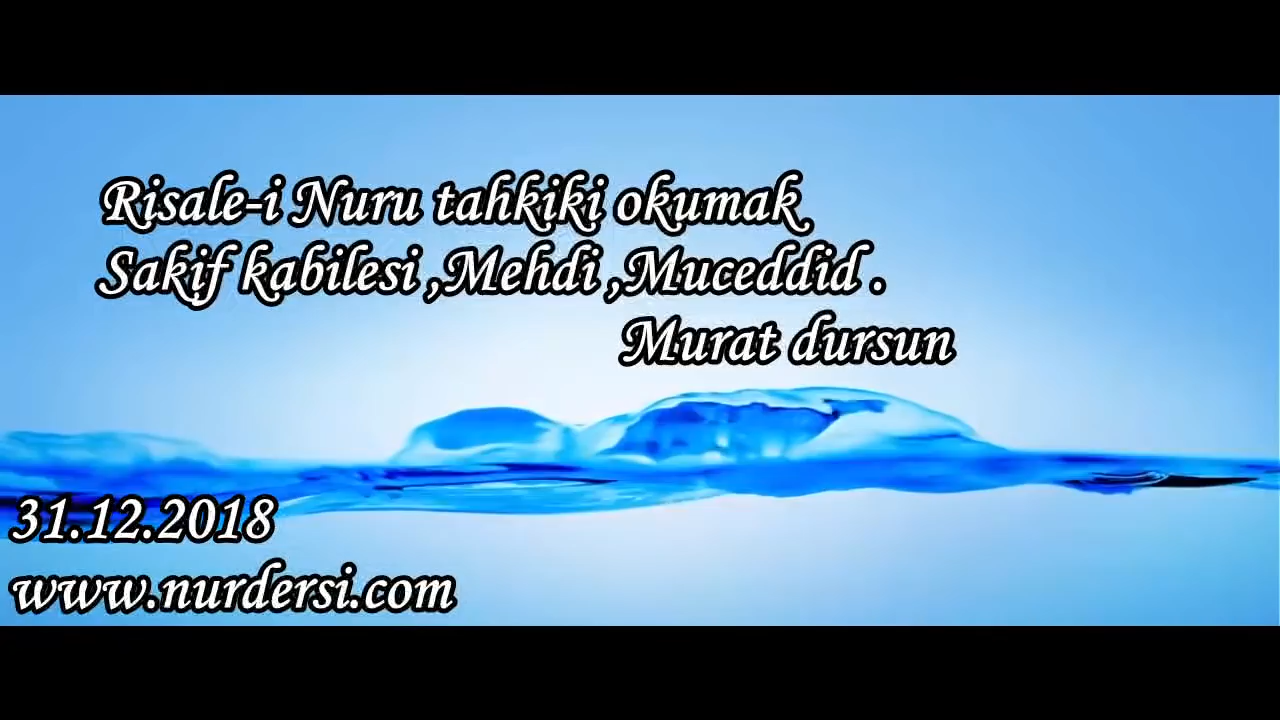 Risale-i Nuru tahkiki okumak
Sakif kabilesi ,Mehdi ,Muceddid .
Murat dursun
31.12.2018
www.nurdersi.com